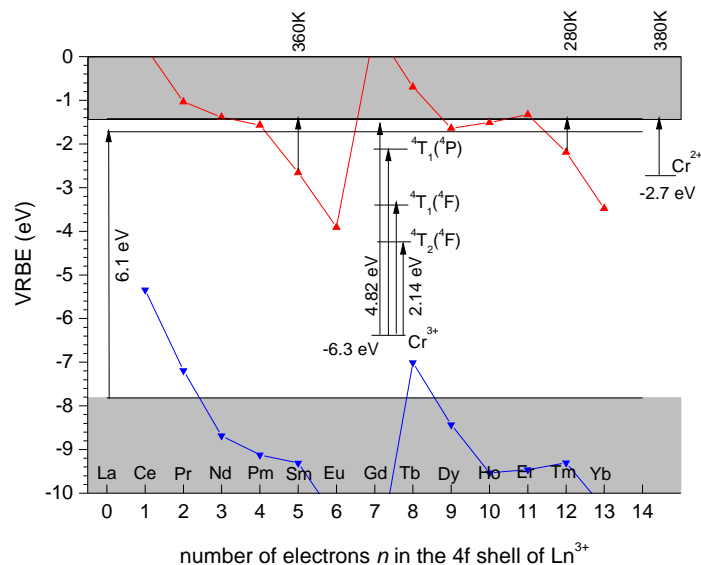 360K
280K
380K
0
-1
-2
-3
-4
-5
-6
-7
-8
-9
-10
VRBE (eV)
6.1 eV
4.82 eV
2.14 eV
⁴T₁(⁴P)
⁴T₁(⁴F)
⁴T₂(⁴F)
Cr²⁺
-2.7 eV
Cr³⁺
-6.3 eV
La Ce Pr Nd Pm Sm Eu Gd Tb Dy Ho Er Tm Yb
0 1 2 3 4 5 6 7 8 9 10 11 12 13 14
number of electrons n in the 4f shell of Ln³⁺